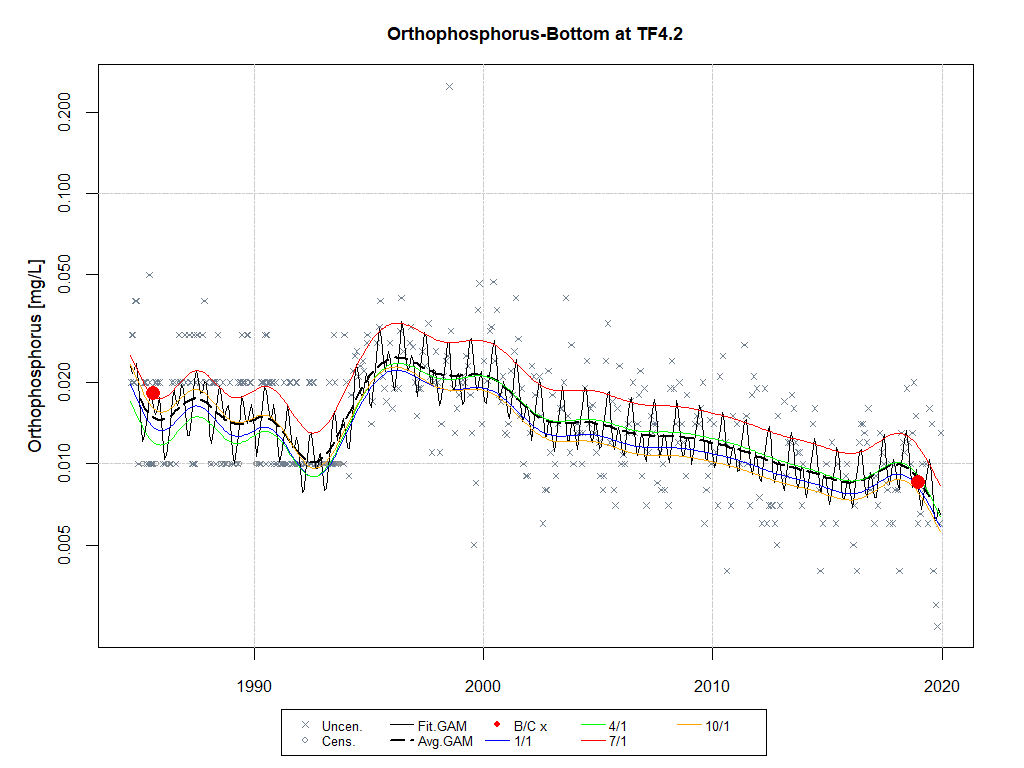 Orthophosphorus-Bottom at TF4.2
Orthophosphorus [mg/L]
0.200
0.100
0.050
0.020
0.010
0.005
1990 2000 2010 2020
Uncen. Fit.GAM B/C x 4/1 10/1
Cens. Avg.GAM 1/1 7/1